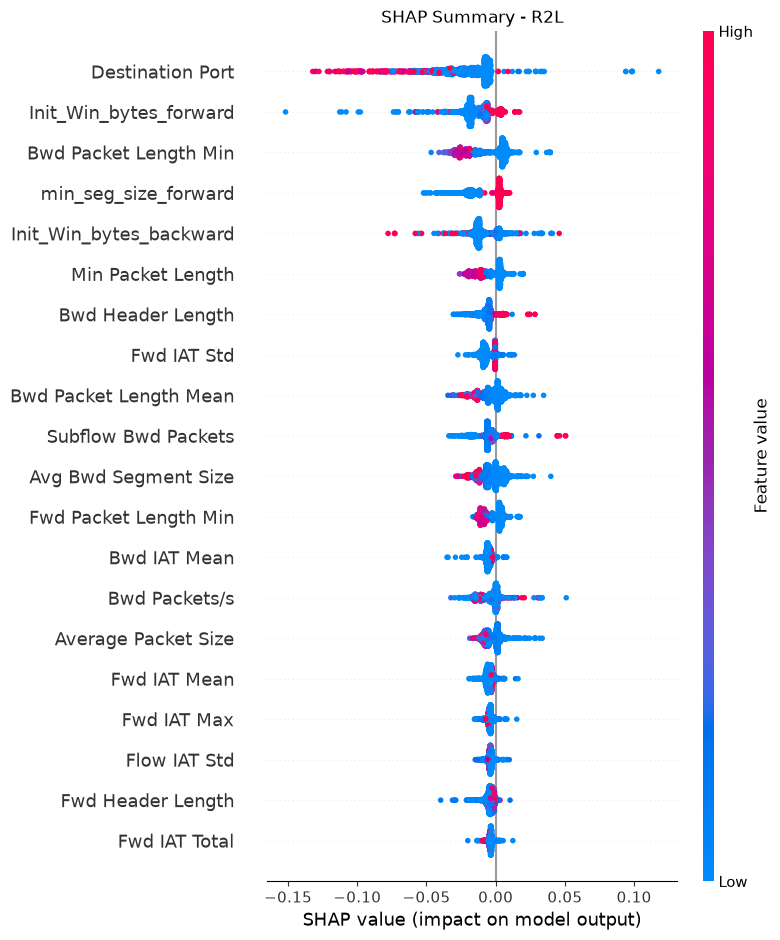 SHAP Summary - R2L
High
Destination Port
Init_Win_bytes_forward
Bwd Packet Length Min
min_seg_size_forward
Init_Win_bytes_backward
Min Packet Length
Bwd Header Length
Fwd IAT Std
Bwd Packet Length Mean
Subflow Bwd Packets
Avg Bwd Segment Size
Fwd Packet Length Min
Bwd IAT Mean
Bwd Packets/s
Average Packet Size
Fwd IAT Mean
Fwd IAT Max
Flow IAT Std
Fwd Header Length
Fwd IAT Total
Feature value
Low
−0.15 −0.10 −0.05 0.00 0.05 0.10
SHAP value (impact on model output)